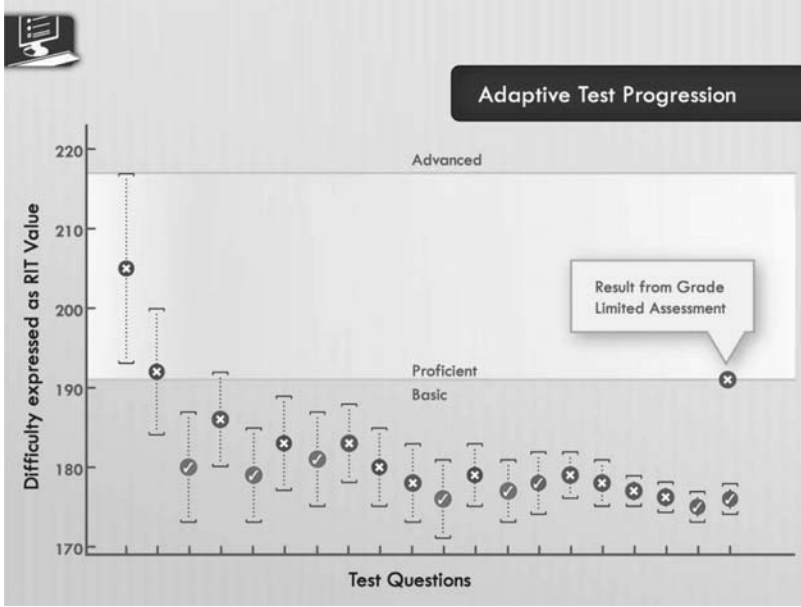 Adaptive Test Progression
220
Advanced
210
Difficulty expressed as RIT Value
Result from Grade
Limited Assessment
200
Proficient
190
Basic
180
170
Test Questions